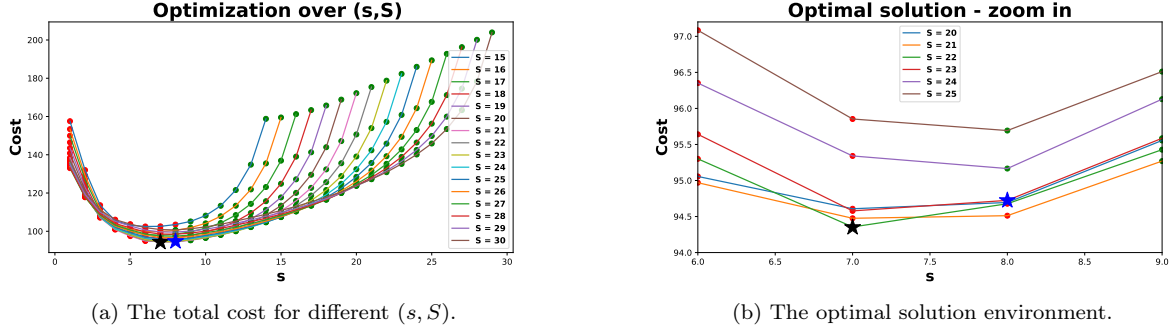 Optimization over (s,S)
200
180
160
140
120
100
Cost
0
5
10
15
20
25
30
s
S = 15
S = 16
S = 17
S = 18
S = 19
S = 20
S = 21
S = 22
S = 23
S = 24
S = 25
S = 26
S = 27
S = 28
S = 29
S = 30
(a) The total cost for different (s, S).
Optimal solution - zoom in
97.0
96.5
96.0
95.5
95.0
94.5
94.0
Cost
6.0
6.5
7.0
7.5
8.0
8.5
9.0
s
S = 20
S = 21
S = 22
S = 23
S = 24
S = 25
(b) The optimal solution environment.